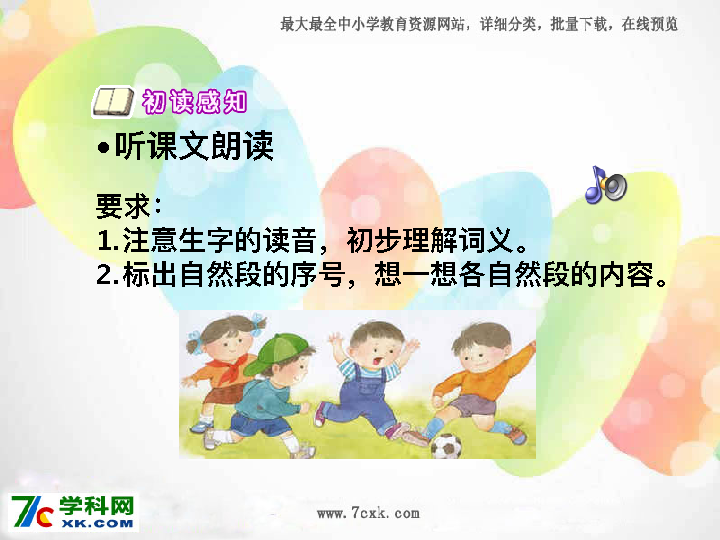 最大最全中小学教育资源网站，详细分类，批量下载，在线预览
初读感知
•听课文朗读
要求：
1.注意生字的读音，初步理解词义。
2.标出自然段的序号，想一想各自然段的内容。
7C 学科网
XK.COM
www.7cxk.com